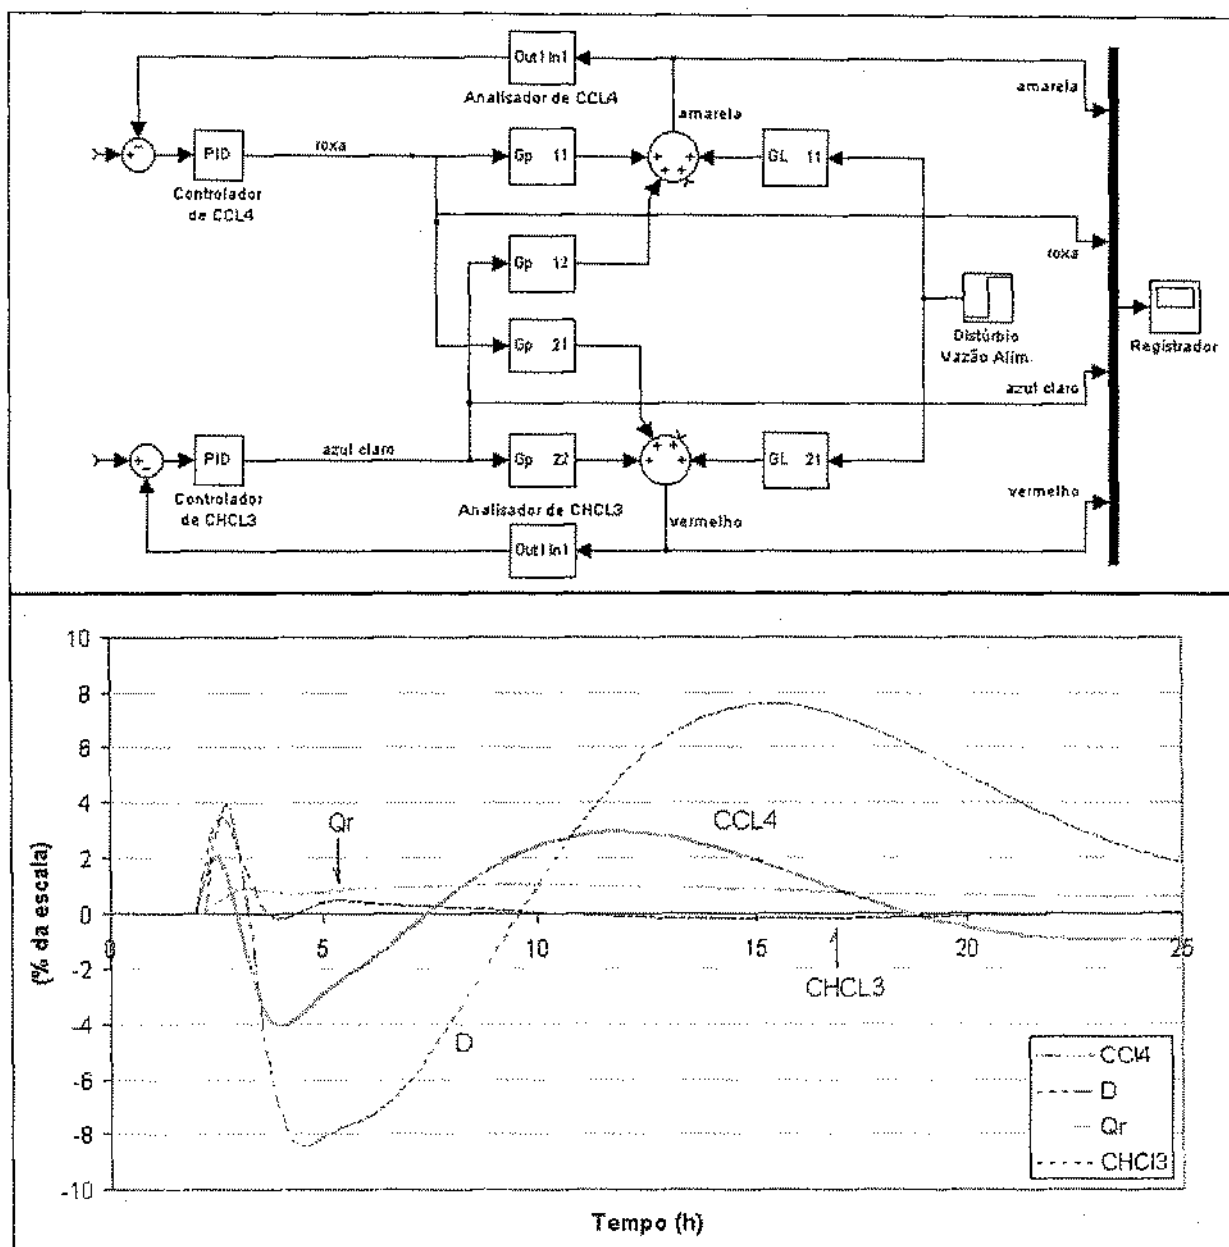 Out1 In1
Analisador de CCL4
amarela
amarela
PID
Controlador
de CCL4
roxa
Gp 11
GL 11
Gp 12
roxa
Gp 21
Distúrbio
Vazão Alim.
Registrador
azul claro
PID
Controlador
de CHCL3
azul claro
Gp 22
GL 21
Analisador de CHCL3
vermelho
vermelho
Out1 In1
10
8
6
4
2
0
-2
-4
-6
-8
-10
(% da escala)
0
5
10
15
20
25
Tempo (h)
Qr
CCL4
CHCL3
D
CCl4
D
Qr
CHCl3